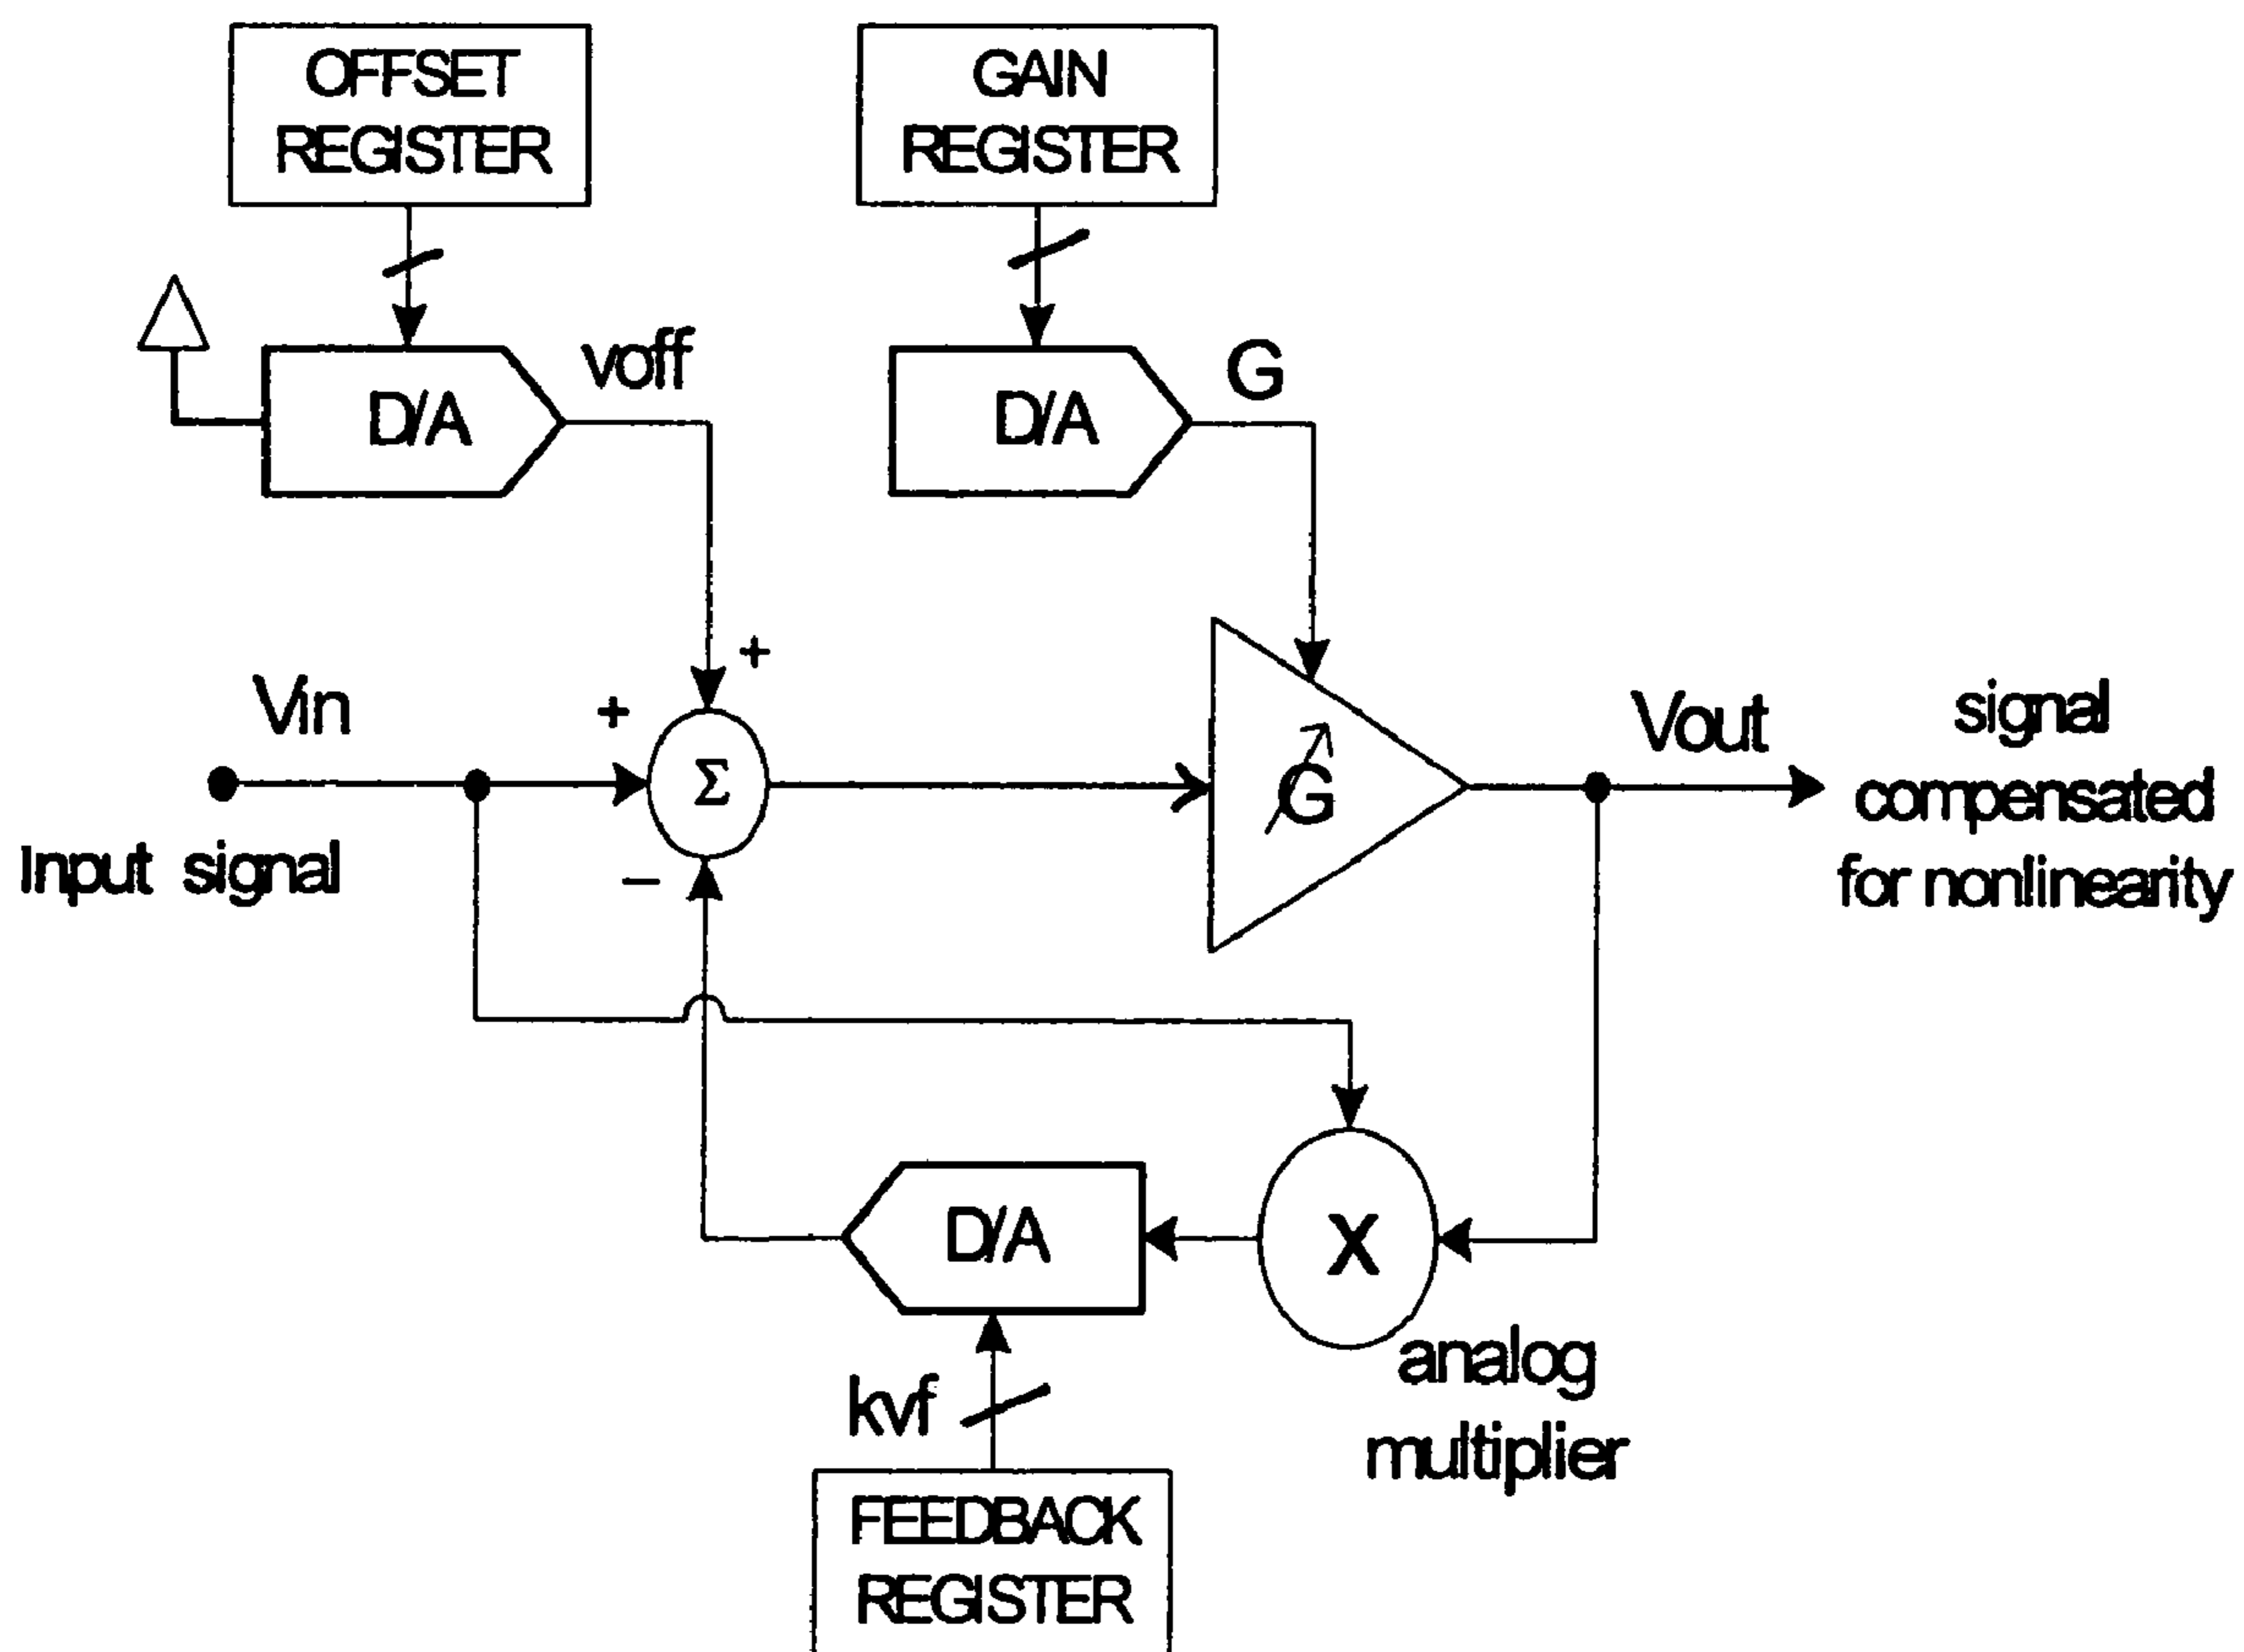 OFFSET
REGISTER
GAIN
REGISTER
D/A
voff
D/A
G
+
Vin
+
Σ
G
Vout
signal
compensated
for nonlinearity
Input signal
−
D/A
X
analog
multiplier
kvf
FEEDBACK
REGISTER